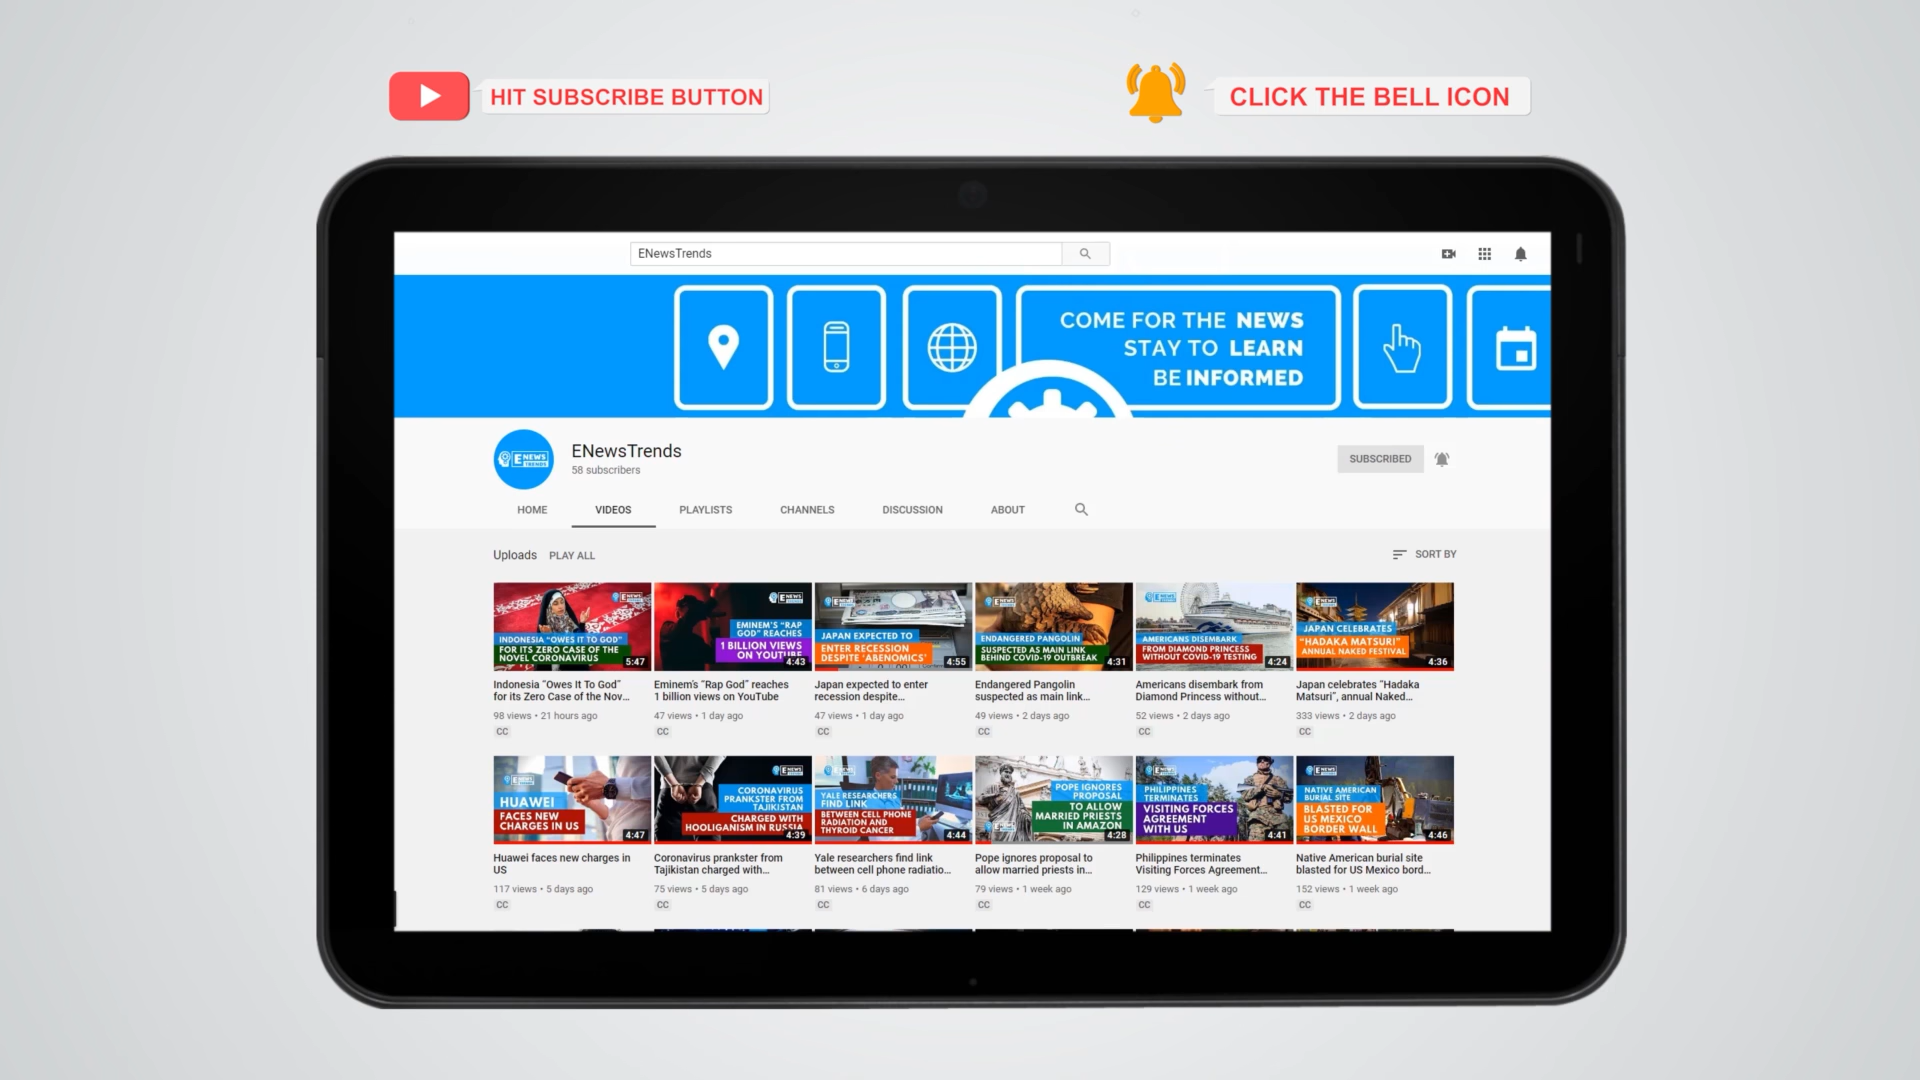 HIT SUBSCRIBE BUTTON
CLICK THE BELL ICON
ENewsTrends
COME FOR THE NEWS
STAY TO LEARN
BE INFORMED
E NEWS
TRENDS
ENewsTrends
58 subscribers
SUBSCRIBED
HOME VIDEOS PLAYLISTS CHANNELS DISCUSSION ABOUT
Uploads PLAY ALL
SORT BY
INDONESIA "OWES IT TO GOD"
FOR ITS ZERO CASE OF THE
NOVEL CORONAVIRUS
5:47
Indonesia "Owes It To God"
for its Zero Case of the Nov...
98 views • 21 hours ago
CC
EMINEM'S "RAP
GOD" REACHES
1 BILLION VIEWS
ON YOUTUBE
4:43
Eminem's "Rap God" reaches
1 billion views on YouTube
47 views • 1 day ago
CC
JAPAN EXPECTED TO
ENTER RECESSION
DESPITE 'ABENOMICS'
4:55
Japan expected to enter
recession despite...
47 views • 1 day ago
CC
ENDANGERED PANGOLIN
SUSPECTED AS MAIN LINK
BEHIND COVID-19 OUTBREAK
4:31
Endangered Pangolin
suspected as main link...
49 views • 2 days ago
CC
AMERICANS DISEMBARK
FROM DIAMOND PRINCESS
WITHOUT COVID-19 TESTING
4:24
Americans disembark from
Diamond Princess without...
52 views • 2 days ago
CC
JAPAN CELEBRATES
"HADAKA MATSURI"
ANNUAL NAKED FESTIVAL
4:36
Japan celebrates "Hadaka
Matsuri", annual Naked...
333 views • 2 days ago
CC
HUAWEI
FACES NEW
CHARGES IN US
4:47
Huawei faces new charges in
US
117 views • 5 days ago
CC
CORONAVIRUS
PRANKSTER FROM
TAJIKISTAN
CHARGED WITH
HOOLIGANISM IN RUSSIA
4:39
Coronavirus prankster from
Tajikistan charged with...
75 views • 5 days ago
CC
YALE RESEARCHERS
FIND LINK
BETWEEN CELL PHONE
RADIATION AND
THYROID CANCER
4:44
Yale researchers find link
between cell phone radiatio...
81 views • 6 days ago
CC
POPE IGNORES
PROPOSAL
TO ALLOW
MARRIED PRIESTS
IN AMAZON
4:28
Pope ignores proposal to
allow married priests in...
79 views • 1 week ago
CC
PHILIPPINES
TERMINATES
VISITING FORCES
AGREEMENT
WITH US
4:41
Philippines terminates
Visiting Forces Agreement...
129 views • 1 week ago
CC
NATIVE AMERICAN
BURIAL SITE
BLASTED FOR
US MEXICO
BORDER WALL
4:46
Native American burial site
blasted for US Mexico bord...
152 views • 1 week ago
CC